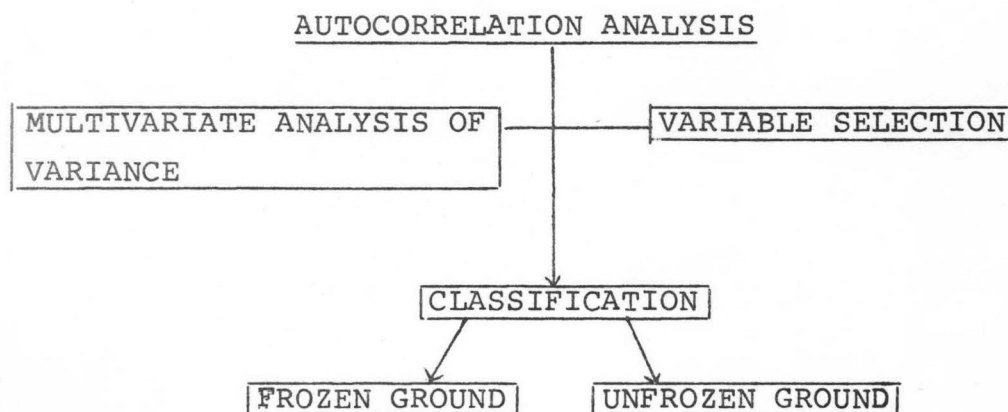 AUTOCORRELATION ANALYSIS
MULTIVARIATE ANALYSIS OF
VARIANCE
VARIABLE SELECTION
CLASSIFICATION
FROZEN GROUND
UNFROZEN GROUND